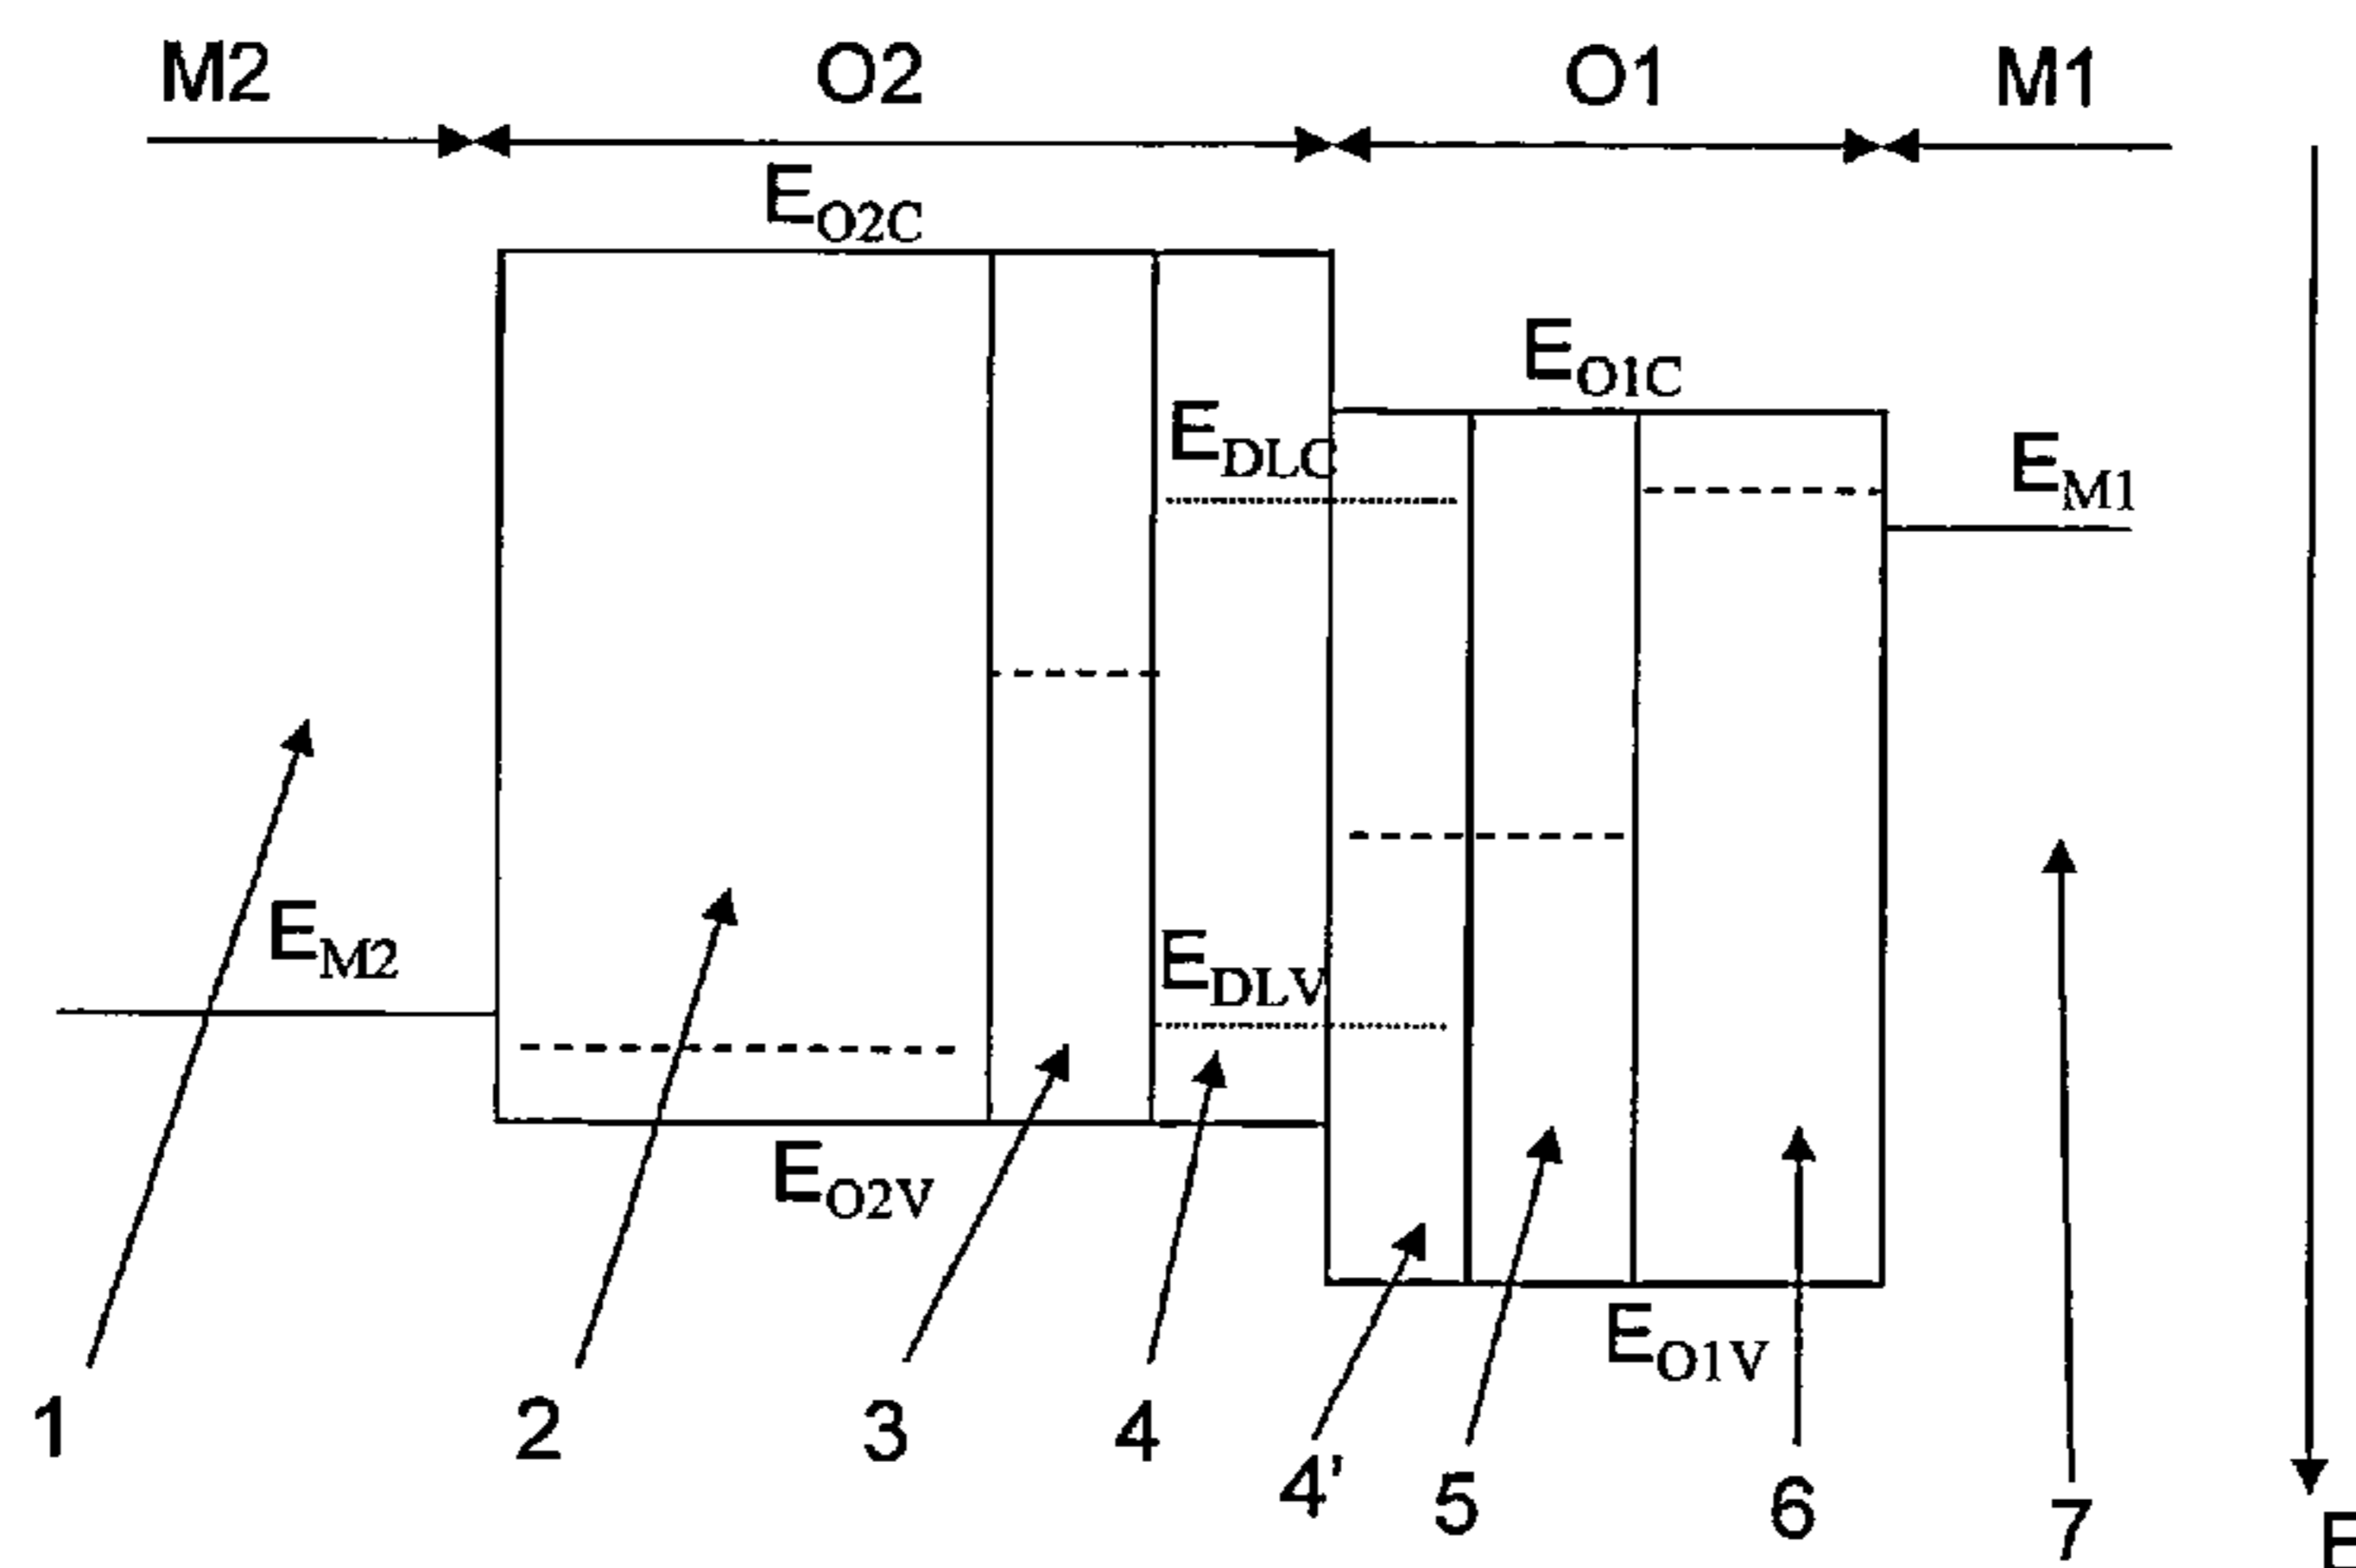 M2 O2 O1 M1
E_O2C
E_O1C
E_DLC
E_M1
E_M2
E_DLV
E_O2V
E_O1V
1 2 3 4 4' 5 6 7
E